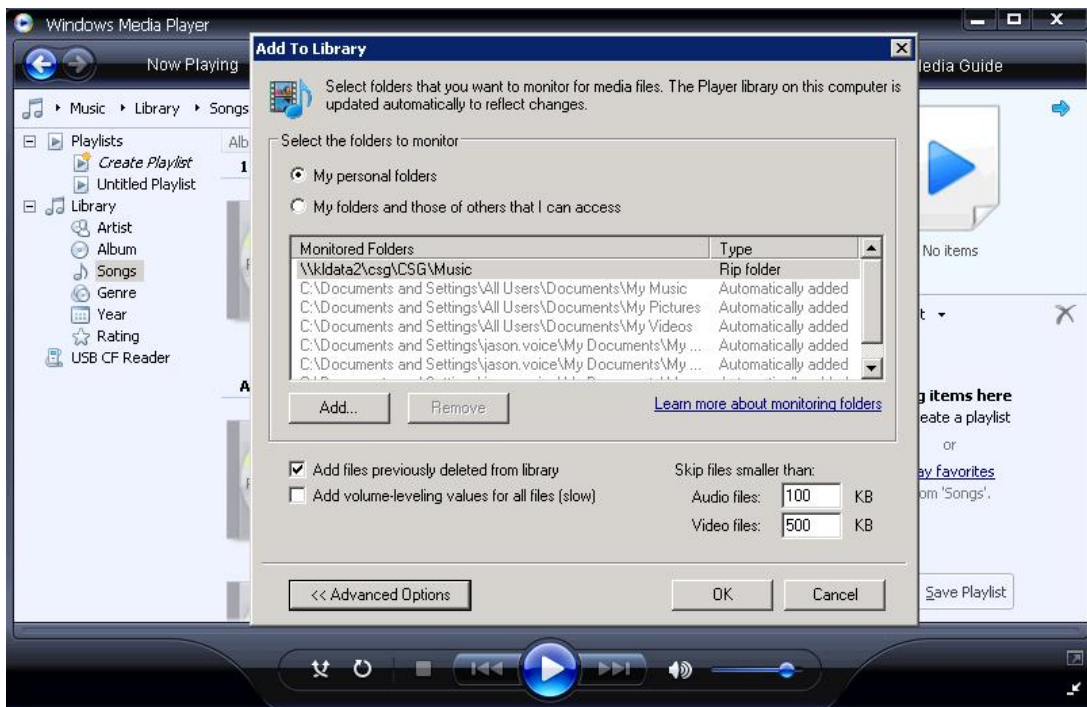 Windows Media Player
Now Playing
Media Guide
Music Library Songs
Playlists
Create Playlist
Untitled Playlist
Library
Artist
Album
Songs
Genre
Year
Rating
USB CF Reader
Alb
1
A
Add To Library
Select folders that you want to monitor for media files. The Player library on this computer is
updated automatically to reflect changes.
Select the folders to monitor
My personal folders
My folders and those of others that I can access
Monitored Folders Type
\\kldata2\csg\CSG\Music Rip folder
C:\Documents and Settings\All Users\Documents\My Music Automatically added
C:\Documents and Settings\All Users\Documents\My Pictures Automatically added
C:\Documents and Settings\All Users\Documents\My Videos Automatically added
C:\Documents and Settings\jason.voice\My Documents\My ... Automatically added
C:\Documents and Settings\jason.voice\My Documents\My ... Automatically added
Add... Remove Learn more about monitoring folders
Add files previously deleted from library
Add volume-leveling values for all files (slow)
Skip files smaller than:
Audio files: 100 KB
Video files: 500 KB
<< Advanced Options OK Cancel
No items
t
g items here
eate a playlist
or
ay favorites
om 'Songs'.
Save Playlist